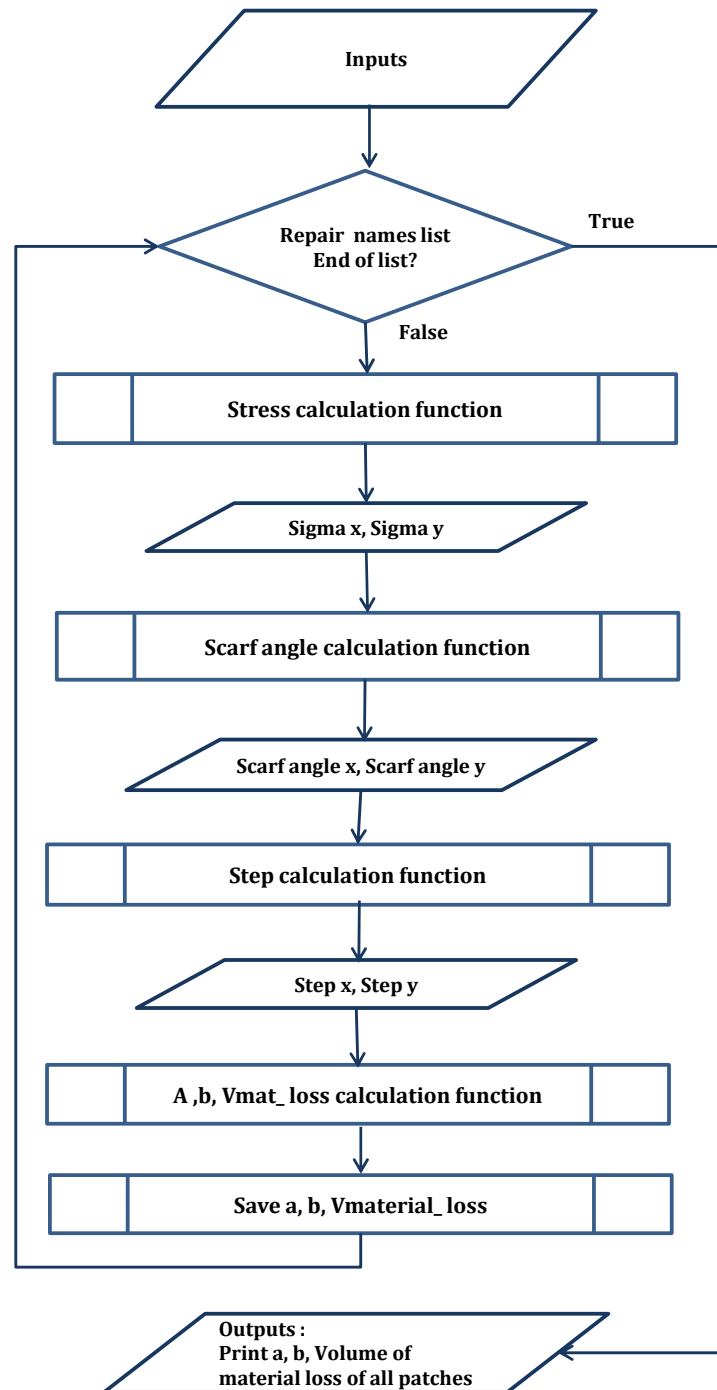 Inputs
Repair names list
End of list?
True
False
Stress calculation function
Sigma x, Sigma y
Scarf angle calculation function
Scarf angle x, Scarf angle y
Step calculation function
Step x, Step y
A ,b, Vmat_ loss calculation function
Save a, b, Vmaterial_ loss
Outputs :
Print a, b, Volume of
material loss of all patches